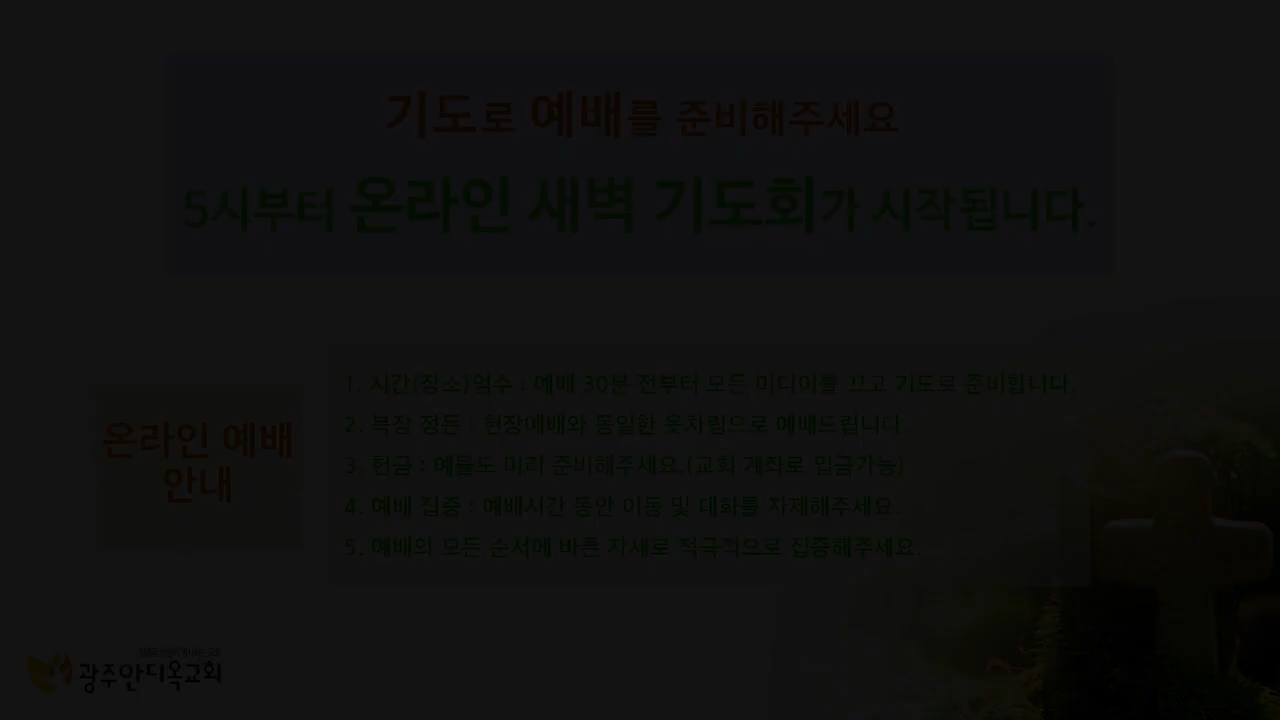 기도로 예배를 준비해주세요
5시부터 온라인 새벽 기도회가 시작됩니다.
온라인 예배
안내
1. 시간(장소)엄수 : 예배 30분 전부터 모든 미디어를 끄고 기도로 준비합니다.
2. 복장 정돈 : 현장예배와 동일한 옷차림으로 예배드립니다.
3. 헌금 : 예물도 미리 준비해주세요.(교회 계좌로 입금가능)
4. 예배 집중 : 예배시간 동안 이동 및 대화를 자제해주세요.
5. 예배의 모든 순서에 바른 자세로 적극적으로 집중해주세요.
광주안디옥교회